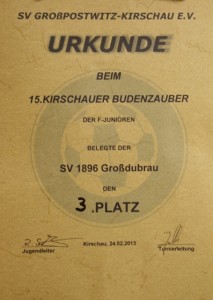 SV GROßPOSTWITZ-KIRSCHAU E.V.
URKUNDE
BEIM
15.KIRSCHAUER BUDENZAUBER
DER F-JUNIOREN
BELEGTE DER
SV 1896 Großdubrau
DEN
3.PLATZ
Kirschau, 24.02.2013
Jugendleiter Turnierleitung